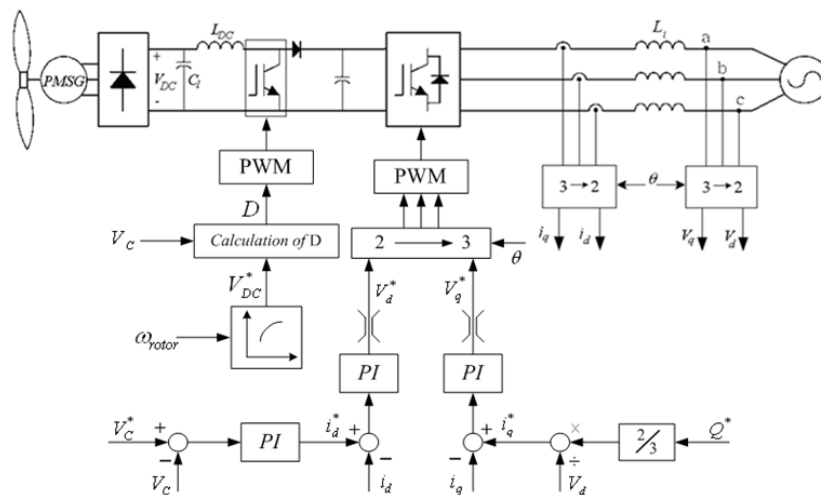 L_DC
L_i
a
PMSG
+
V_DC
C_i
-
b
c
PWM
PWM
3 → 2
θ
3 → 2
D
i_q
i_d
V_q
V_d
V_C
Calculation of D
2 → 3
θ
V*_DC
V*_d
V*_q
ω_rotor
PI
PI
V*_C
+
−
PI
i*_d
+
−
+
−
i*_q
×
÷
2/3
Q*
V_C
i_d
i_q
V_d